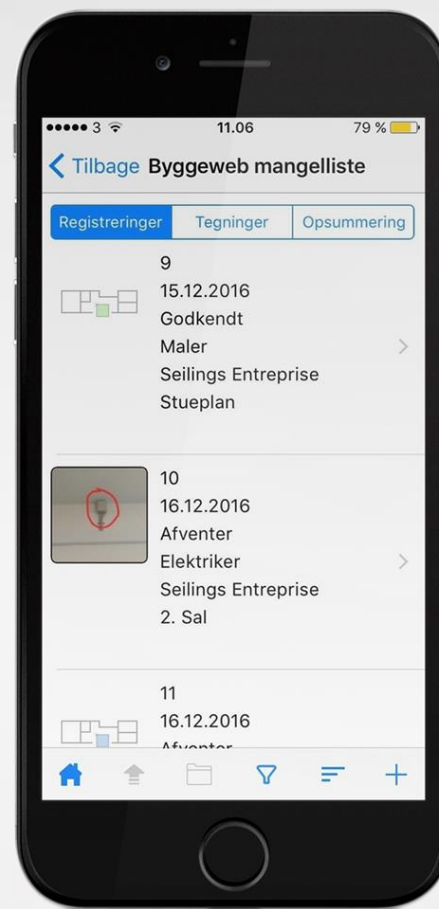 3
11.06
79 %
Tilbage
Byggeweb mangelliste
Registreringer
Tegninger
Opsummering
9
15.12.2016
Godkendt
Maler
Seilings Entreprise
Stueplan
10
16.12.2016
Afventer
Elektriker
Seilings Entreprise
2. Sal
11
16.12.2016
Afventer